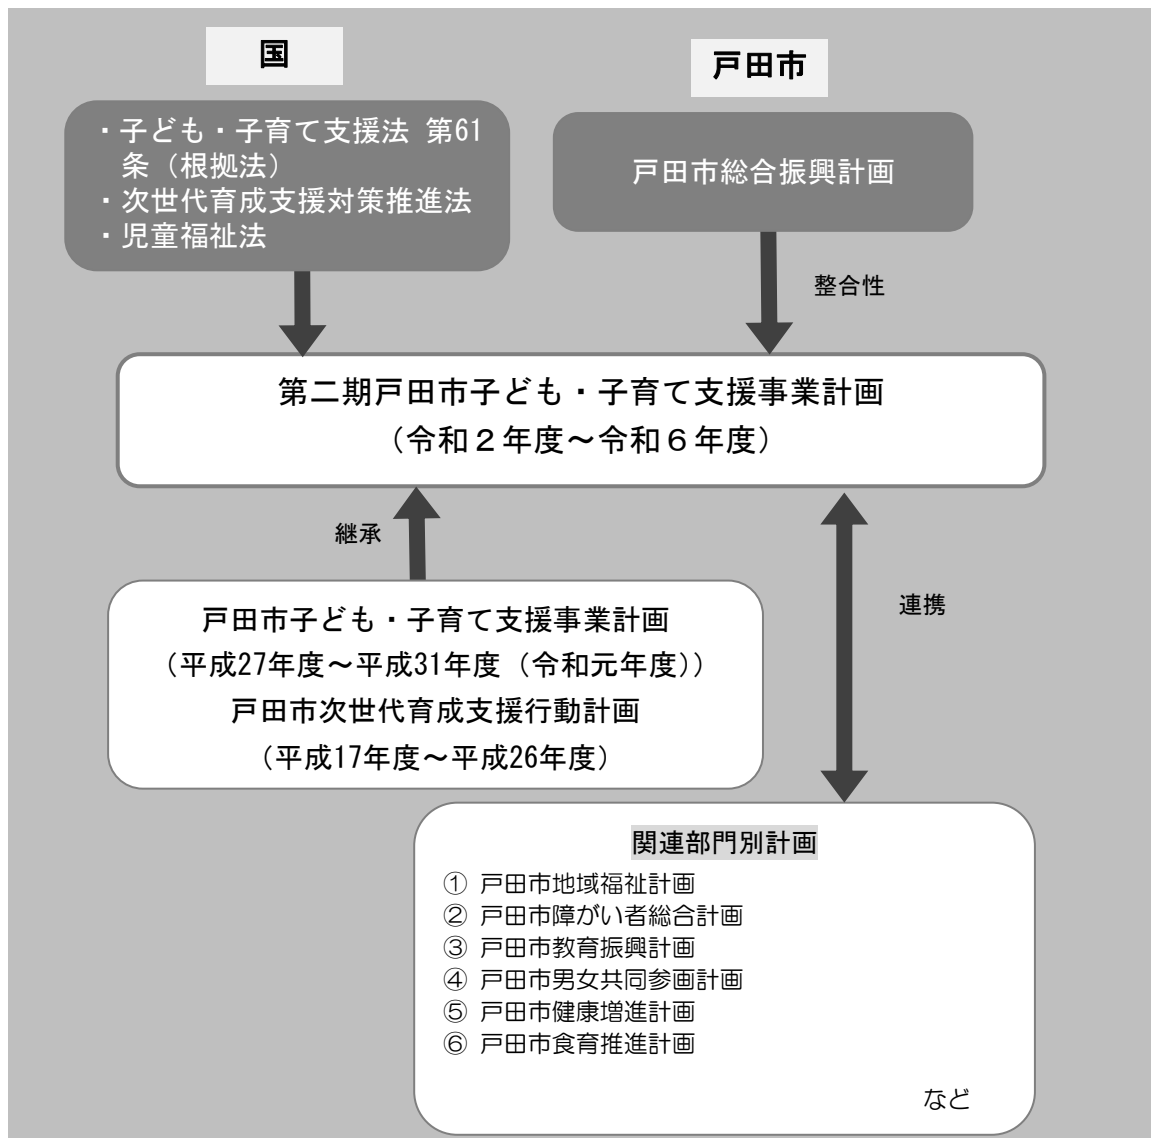 国
・子ども・子育て支援法 第61
条（根拠法）
・次世代育成支援対策推進法
・児童福祉法
戸田市
戸田市総合振興計画
整合性
第二期戸田市子ども・子育て支援事業計画
（令和２年度～令和６年度）
継承
戸田市子ども・子育て支援事業計画
（平成27年度～平成31年度（令和元年度））
戸田市次世代育成支援行動計画
（平成17年度～平成26年度）
連携
関連部門別計画
① 戸田市地域福祉計画
② 戸田市障がい者総合計画
③ 戸田市教育振興計画
④ 戸田市男女共同参画計画
⑤ 戸田市健康増進計画
⑥ 戸田市食育推進計画
など